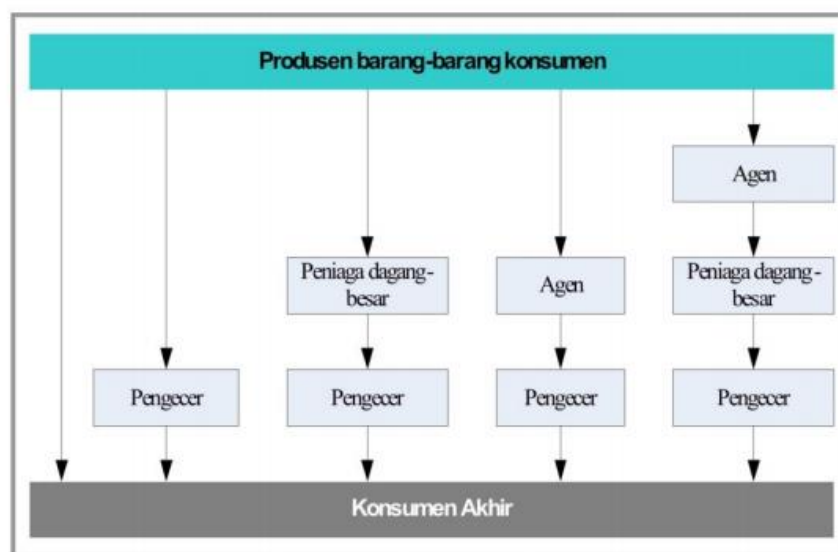 Produsen barang-barang konsumen
Agen
Peniaga dagang-
besar
Agen
Peniaga dagang-
besar
Pengecer
Pengecer
Pengecer
Pengecer
Konsumen Akhir